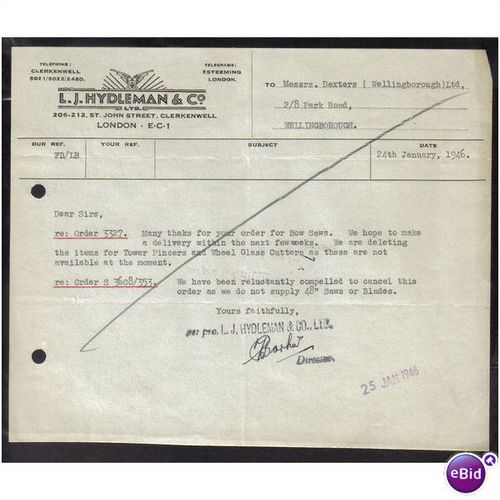 TELEPHONE:
CLERKENWELL
5021/5022/2480.
TELEGRAMS:
ESTEEMING
LONDON.
L.J. HYDLEMAN & CO
LTD.
206-212, ST. JOHN STREET, CLERKENWELL
LONDON - E·C·1
TO Messrs. Dexters ( Wellingborough)Ltd,
2/8 Park Road,
WELLINGBOROUGH.
OUR REF. YOUR REF. SUBJECT DATE
FB/LB 24th January, 1946.
Dear Sirs,
re: Order 3327. Many thaks for your order for Bow Saws. We hope to make
a delivery within the next few weeks. We are deleting
the items for Tower Pincers and Wheel Glass Cutters as these are not
available at the moment.
re: Order S 3608/353. We have been reluctantly compelled to cancel this
order as we do not supply 48" Saws or Blades.
Yours faithfully,
L. J. HYDLEMAN & CO., LTD.
Director.
25 JAN 1946
eBid